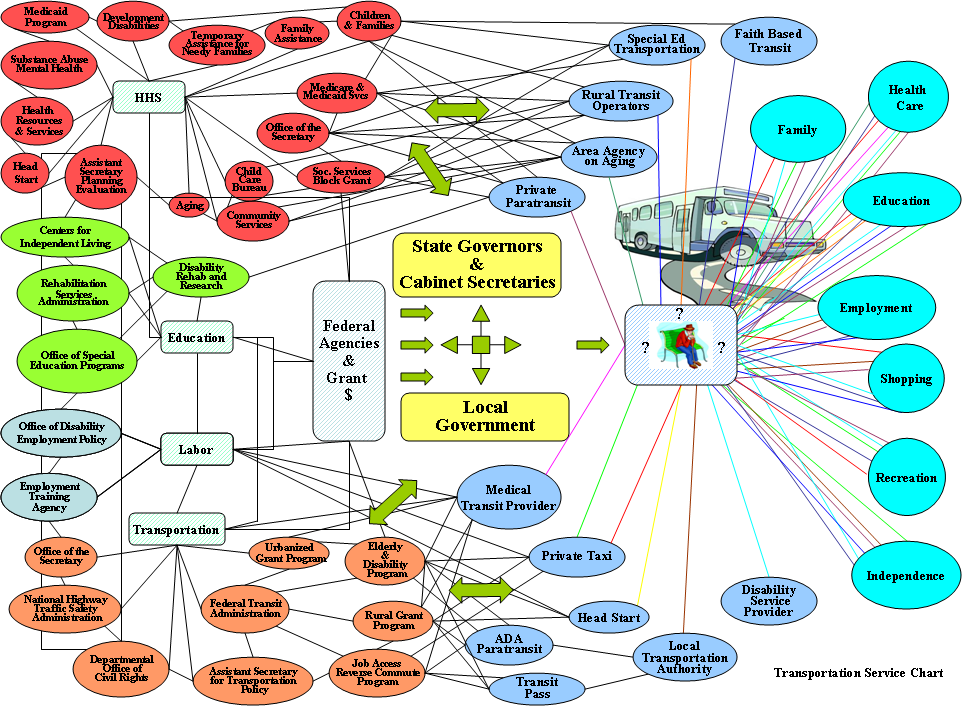 Medicaid
Program
Development
Disabilities
Temporary
Assistance for
Needy Families
Family
Assistance
Children
& Families
Substance Abuse
Mental Health
HHS
Medicare &
Medicaid Svcs
Health
Resources
& Services
Office of the
Secretary
Head
Start
Assistant
Secretary
Planning
Evaluation
Child
Care
Bureau
Soc. Services
Block Grant
Aging
Community
Services
Special Ed
Transportation
Faith Based
Transit
Rural Transit
Operators
Area Agency
on Aging
Private
Paratransit
Health
Care
Family
Education
Employment
Shopping
Recreation
Independence
Centers for
Independent Living
Rehabilitation
Services
Administration
Disability
Rehab and
Research
Office of Special
Education Programs
Education
Federal
Agencies
&
Grant
$
State Governors
&
Cabinet Secretaries
Local
Government
?
?
?
Office of Disability
Employment Policy
Labor
Employment
Training
Agency
Transportation
Office of the
Secretary
Urbanized
Grant Program
Elderly
&
Disability
Program
National Highway
Traffic Safety
Administration
Federal Transit
Administration
Rural Grant
Program
Departmental
Office of
Civil Rights
Assistant Secretary
for Transportation
Policy
Job Access
Reverse Commute
Program
Medical
Transit Provider
Private Taxi
Head Start
ADA
Paratransit
Transit
Pass
Local
Transportation
Authority
Disability
Service
Provider
Transportation Service Chart